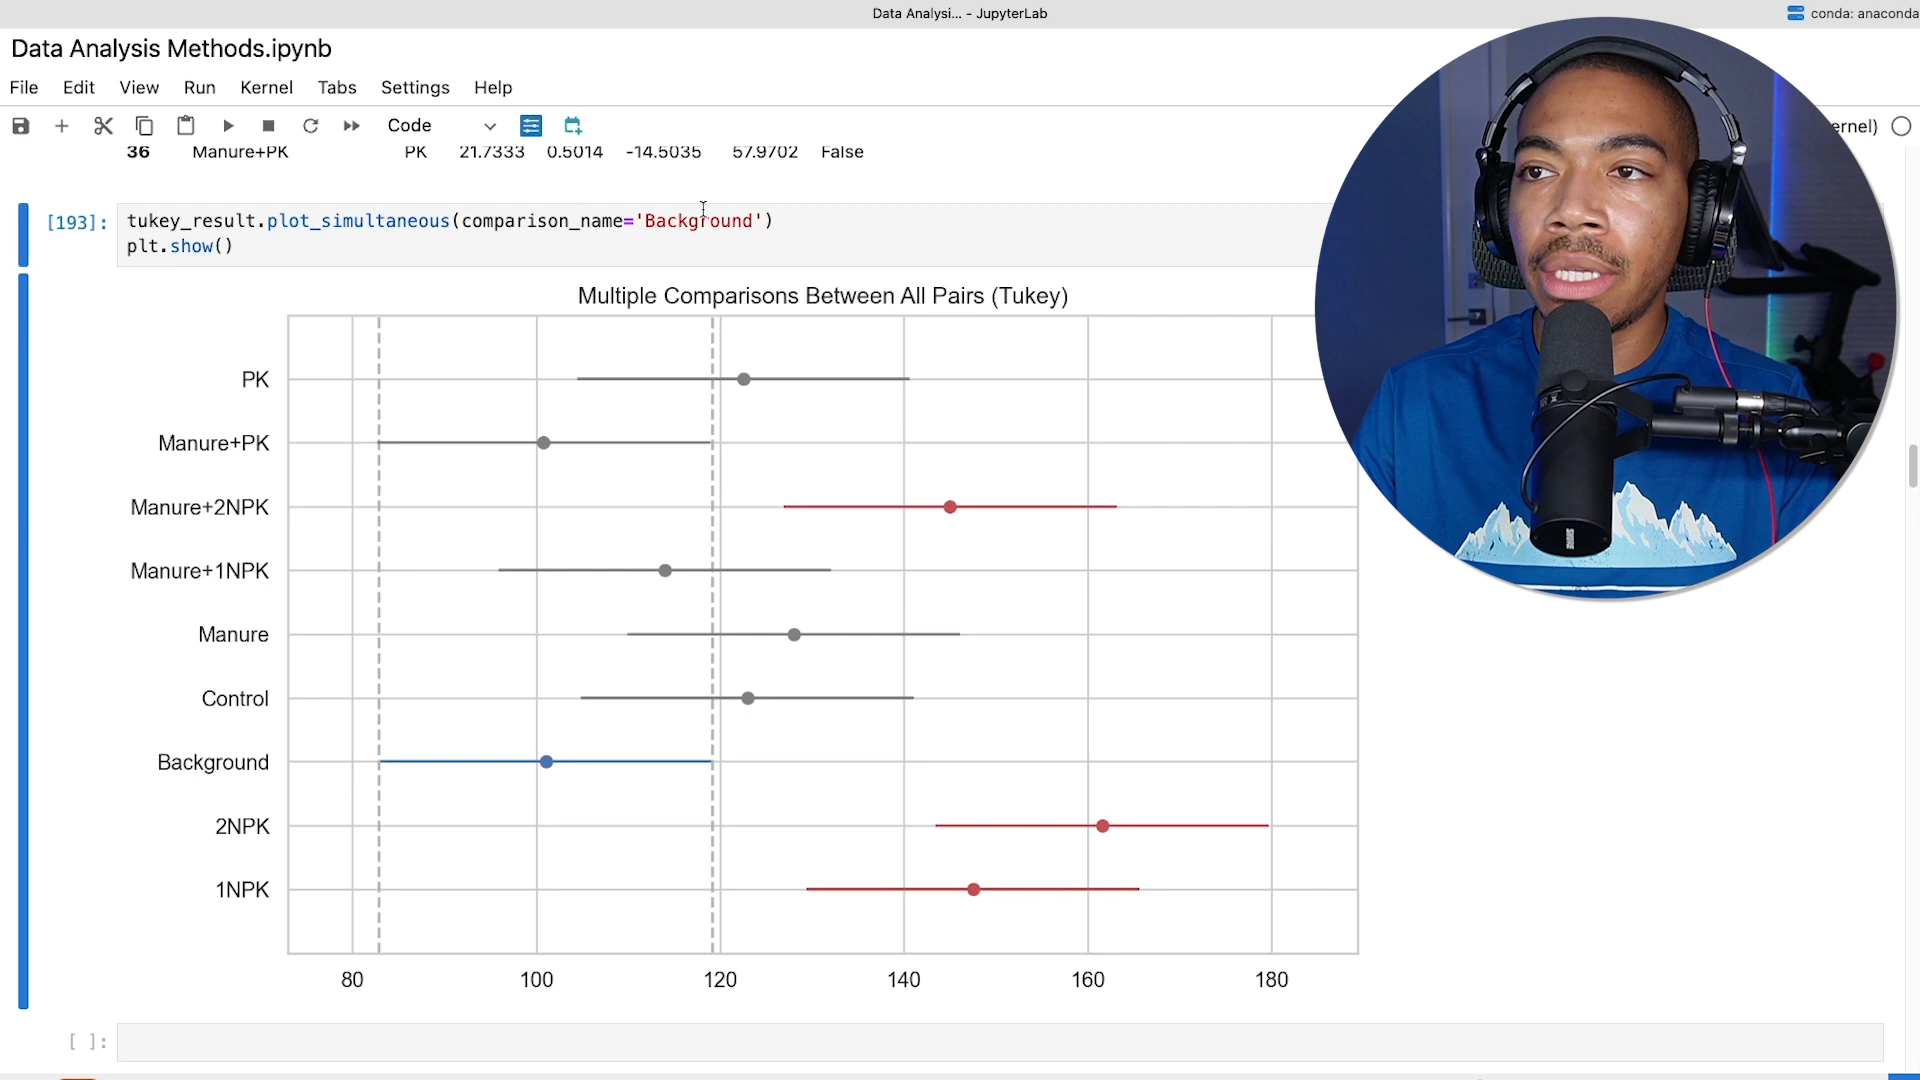 Data Analysi... - JupyterLab
conda: anaconda
Data Analysis Methods.ipynb
File Edit View Run Kernel Tabs Settings Help
Code
ernel)
36 Manure+PK PK 21.7333 0.5014 -14.5035 57.9702 False
[193]: tukey_result.plot_simultaneous(comparison_name='Background')
plt.show()
Multiple Comparisons Between All Pairs (Tukey)
PK
Manure+PK
Manure+2NPK
Manure+1NPK
Manure
Control
Background
2NPK
1NPK
80 100 120 140 160 180
[ ]:
SHURE